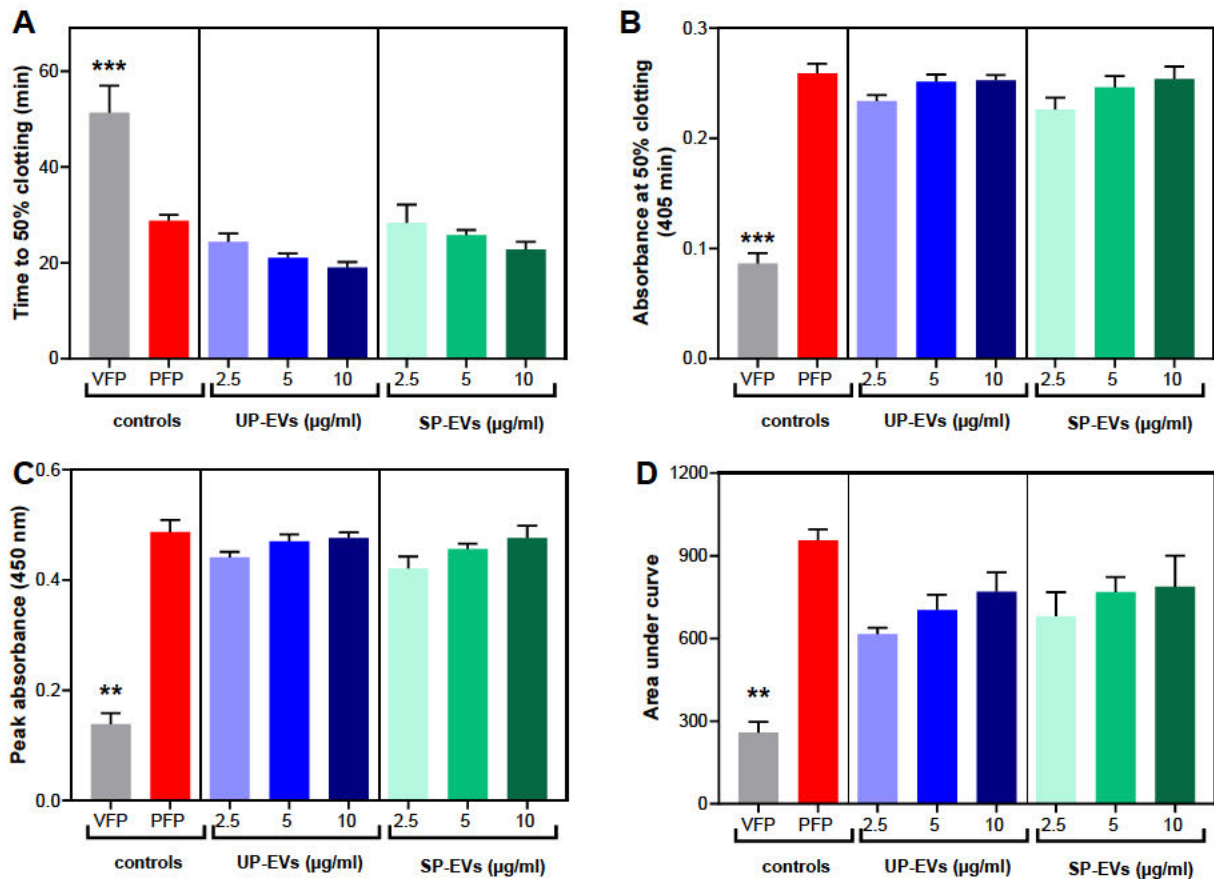 A
Time to 50% clotting (min)
60
40
20
0
***
VFP PFP 2.5 5 10 2.5 5 10
controls UP-EVs (µg/ml) SP-EVs (µg/ml)
B
Absorbance at 50% clotting
(405 min)
0.3
0.2
0.1
0.0
***
VFP PFP 2.5 5 10 2.5 5 10
controls UP-EVs (µg/ml) SP-EVs (µg/ml)
C
Peak absorbance (450 nm)
0.6
0.4
0.2
0.0
**
VFP PFP 2.5 5 10 2.5 5 10
controls UP-EVs (µg/ml) SP-EVs (µg/ml)
D
Area under curve
1200
900
600
300
0
**
VFP PFP 2.5 5 10 2.5 5 10
controls UP-EVs (µg/ml) SP-EVs (µg/ml)